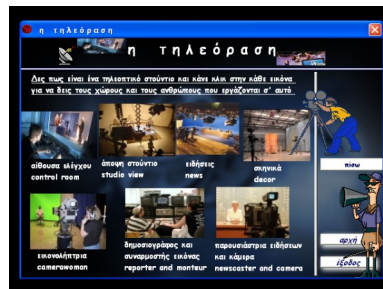 η τηλεόραση
η τηλεόραση
Δες πως είναι ένα τηλεοπτικό στούντιο και κάνε κλικ στην κάθε εικόνα
για να δεις τους χώρους και τους ανθρώπους που εργάζονται σ' αυτό
αίθουσα ελέγχου
control room
άποψη στούντιο
studio view
ειδήσεις
news
σκηνικά
decor
πίσω
εικονολήπτρια
camerawoman
δημοσιογράφος και
συναρμοστής εικόνας
reporter and monteur
παρουσιάστρια ειδήσεων
και κάμερα
newscaster and camera
αρχή
έξοδος